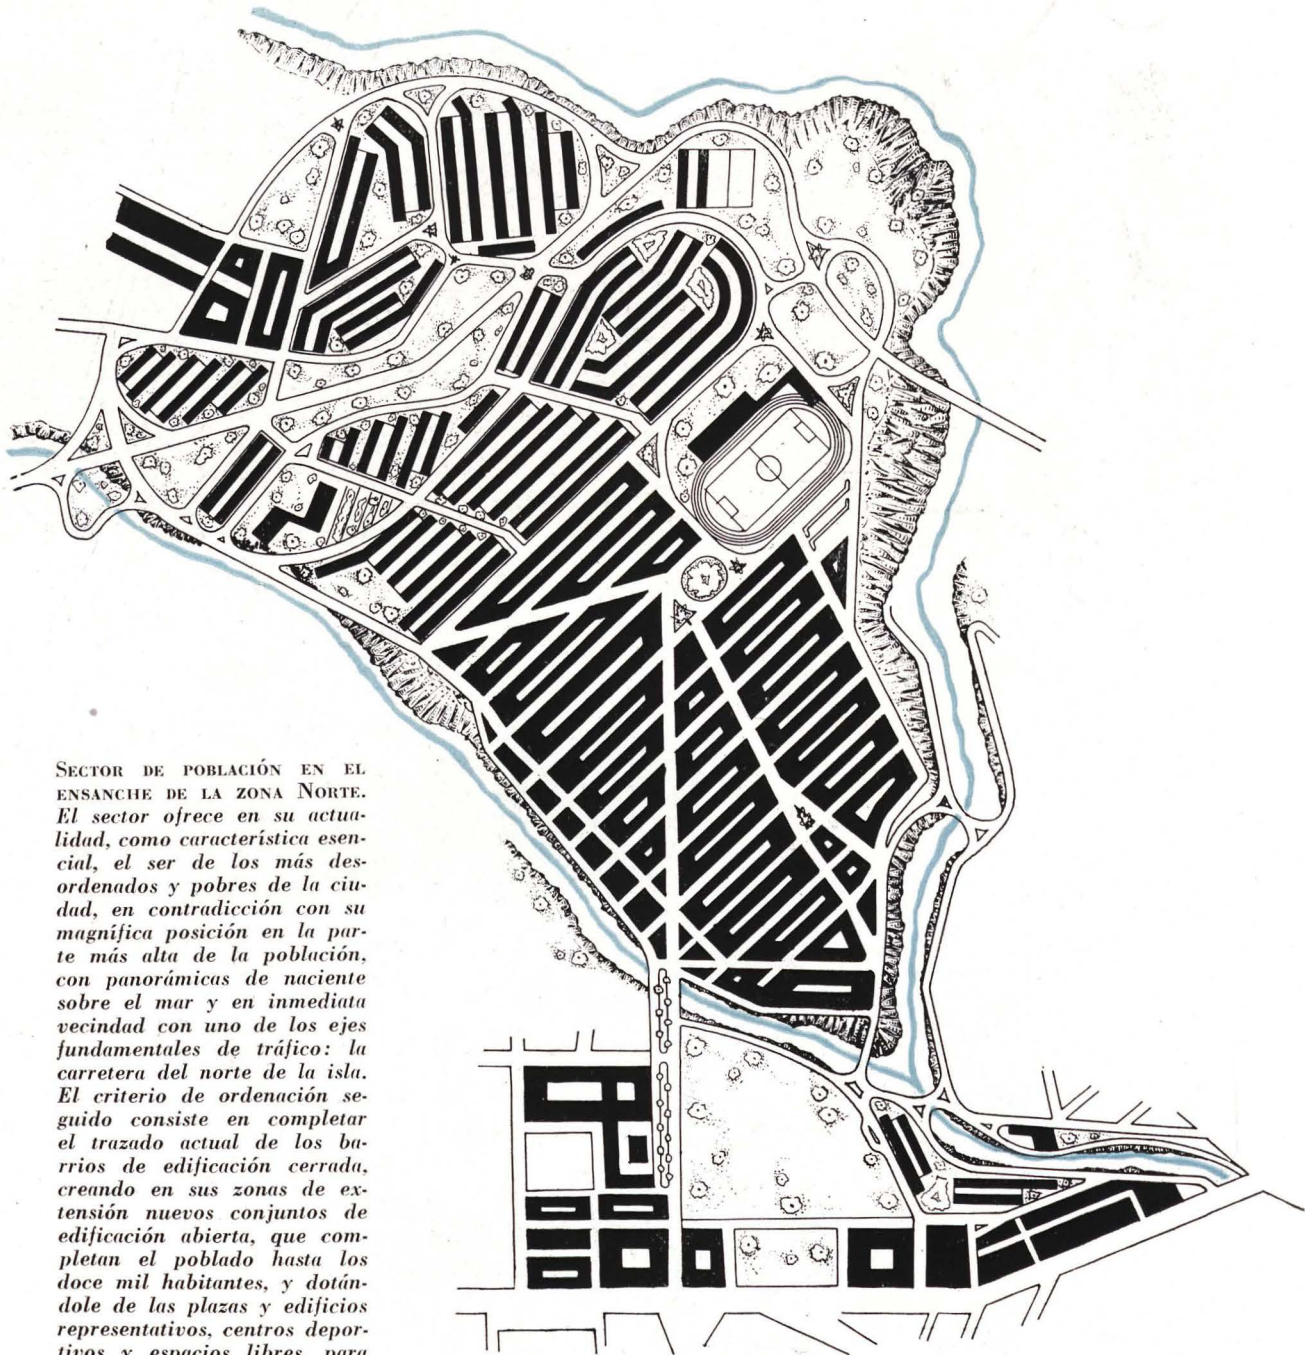 SECTOR DE POBLACIÓN EN EL
ENSANCHE DE LA ZONA NORTE.
El sector ofrece en su actua-
lidad, como característica esen-
cial, el ser de los más des-
ordenados y pobres de la ciu-
dad, en contradicción con su
magnífica posición en la par-
te más alta de la población,
con panorámicas de naciente
sobre el mar y en inmediata
vecindad con uno de los ejes
fundamentales de tráfico: la
carretera del norte de la isla.
El criterio de ordenación se-
guido consiste en completar
el trazado actual de los ba-
rrios de edificación cerrada,
creando en sus zonas de ex-
tensión nuevos conjuntos de
edificación abierta, que com-
pletan el poblado hasta los
doce mil habitantes, y dotán-
dole de las plazas y edificios
representativos, centros depor-
tivos y espacios libres, para